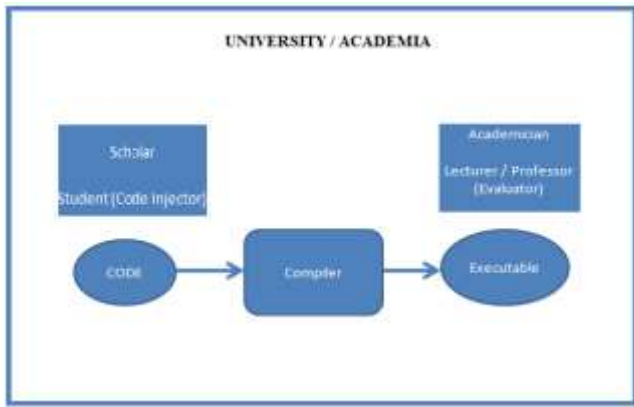 UNIVERSITY / ACADEMIA
Scholar
Student (Code Injector)
Academician
Lecturer / Professor
(Evaluator)
CODE
Compiler
Executable